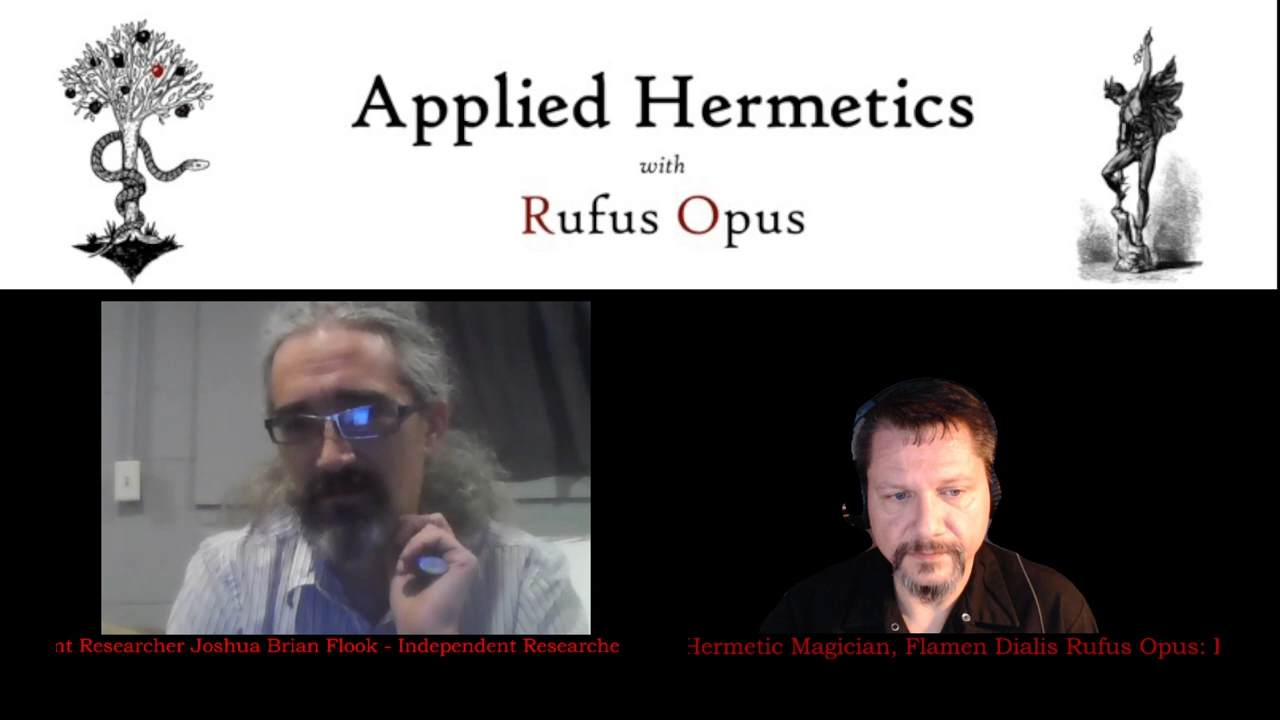 Applied Hermetics
with
Rufus Opus
nt Researcher Joshua Brian Flook - Independent Researche
Hermetic Magician, Flamen Dialis Rufus Opus: